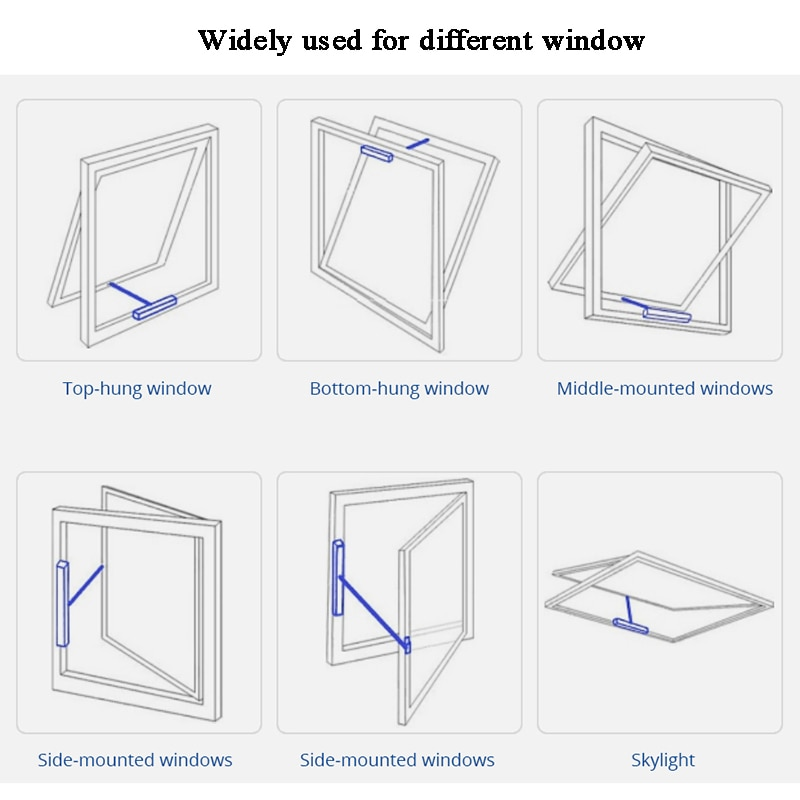 Widely used for different window
Top-hung window
Bottom-hung window
Middle-mounted windows
Side-mounted windows
Side-mounted windows
Skylight